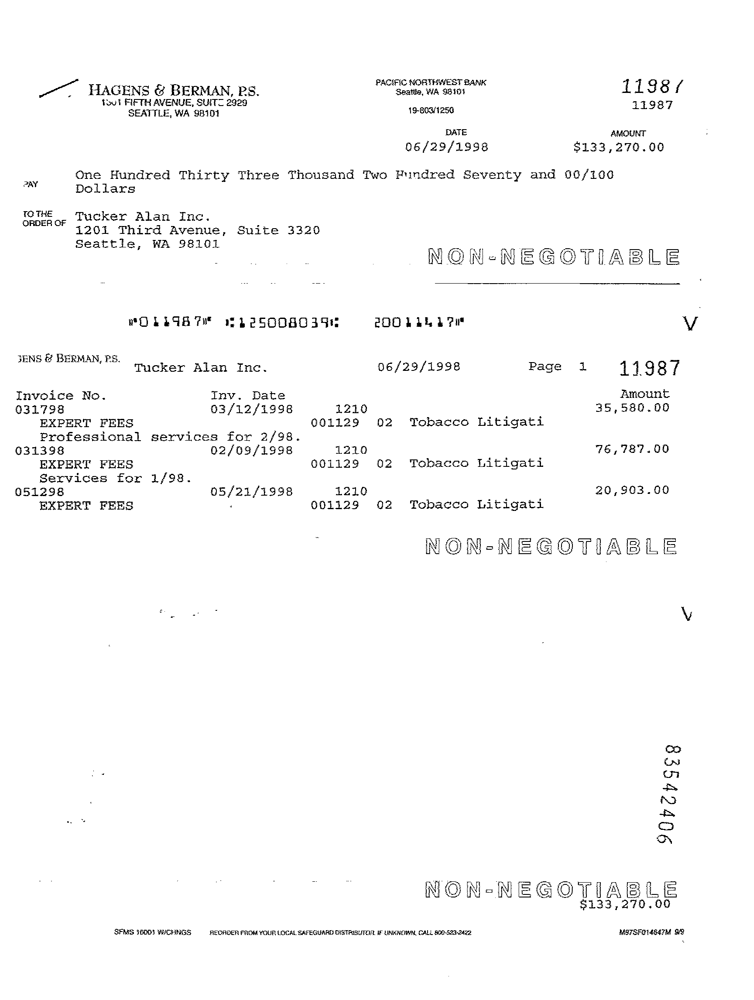 HAGENS & BERMAN, P.S.
1301 FIFTH AVENUE, SUITE 2929
SEATTLE, WA 98101
PACIFIC NORTHWEST BANK
Seattle, WA 98101
19-803/1250
11987
11987
DATE AMOUNT
06/29/1998 $133,270.00
PAY One Hundred Thirty Three Thousand Two Hundred Seventy and 00/100
Dollars
TO THE ORDER OF Tucker Alan Inc.
1201 Third Avenue, Suite 3320
Seattle, WA 98101
NON-NEGOTIABLE
⑈011987⑈ ⑆125008039⑆ 20011417⑈
V
GENS & BERMAN, P.S. Tucker Alan Inc. 06/29/1998 Page 1 11987
Invoice No. Inv. Date Amount
031798 03/12/1998 1210 35,580.00
EXPERT FEES 001129 02 Tobacco Litigati
Professional services for 2/98.
031398 02/09/1998 1210 76,787.00
EXPERT FEES 001129 02 Tobacco Litigati
Services for 1/98.
051298 05/21/1998 1210 20,903.00
EXPERT FEES 001129 02 Tobacco Litigati
NON-NEGOTIABLE
V
83542406
NON-NEGOTIABLE
$133,270.00
SFMS 16001 W/CHNGS REORDER FROM YOUR LOCAL SAFEGUARD DISTRIBUTOR. IF UNKNOWN, CALL 800-523-2422 M97SF014647M 9/9